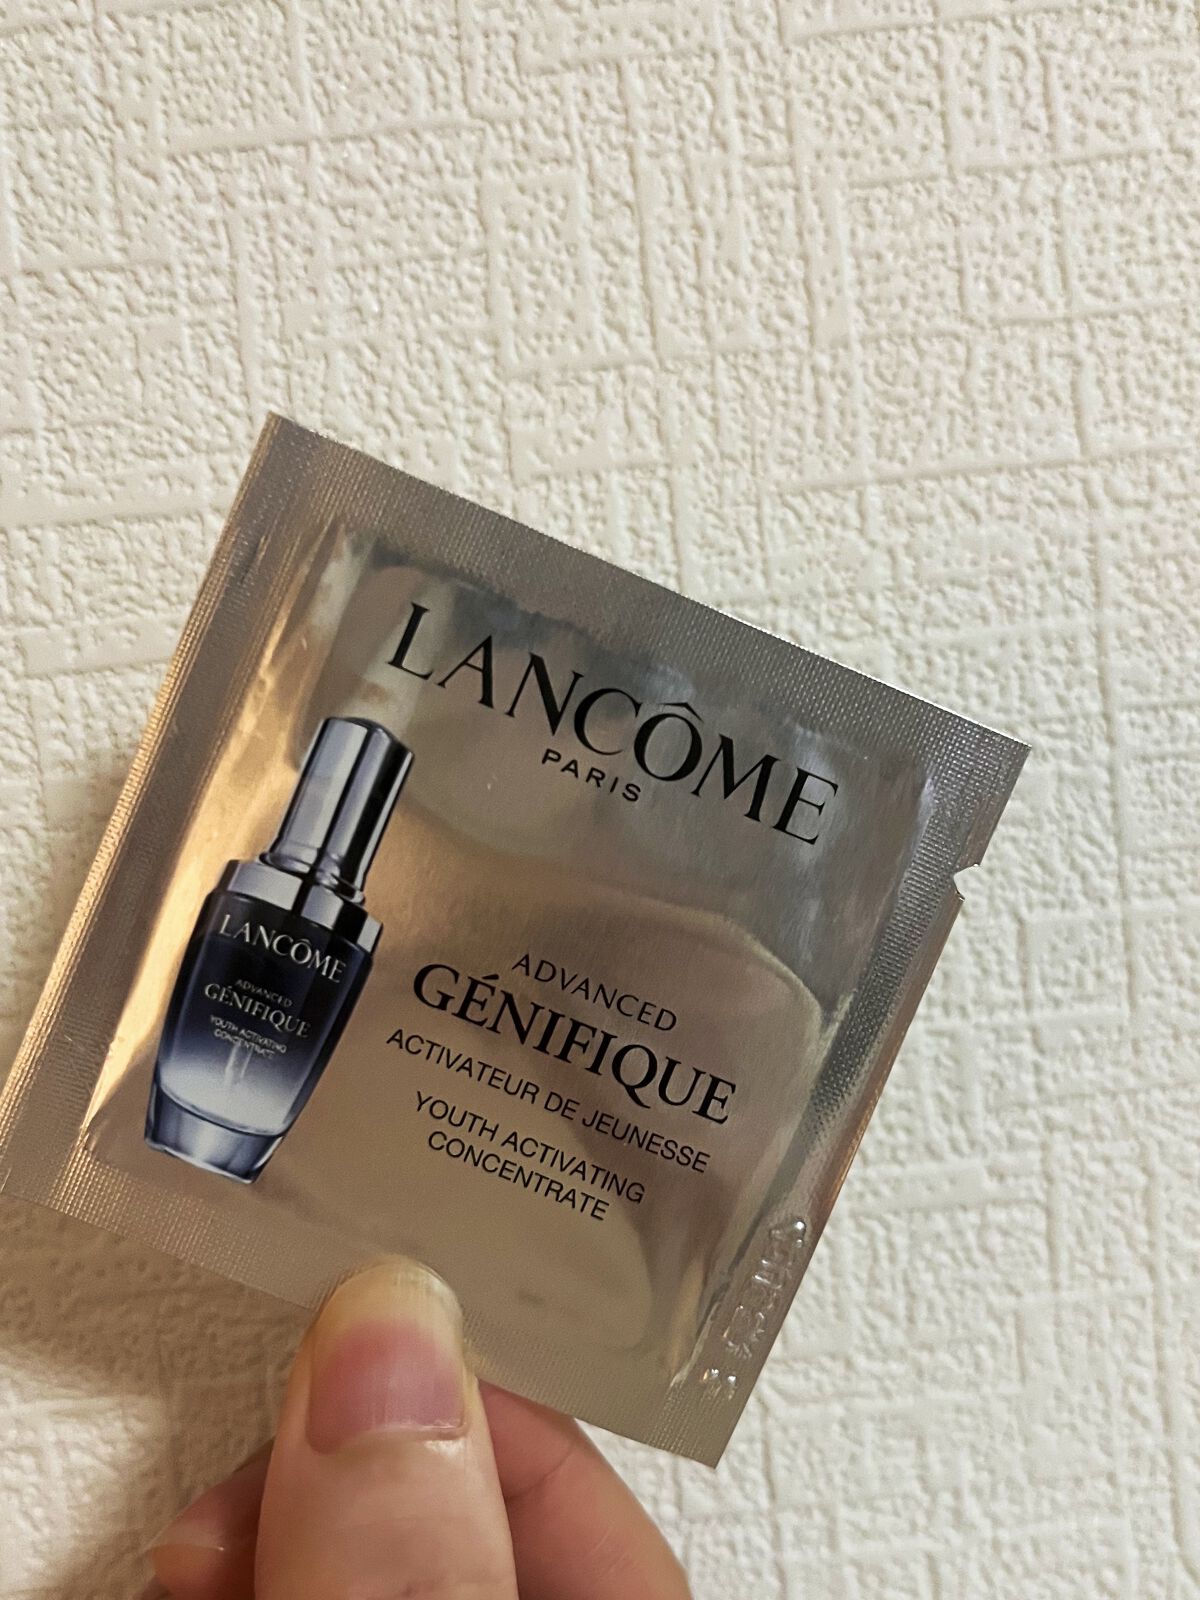 LANCÔME
PARIS
ADVANCED
GÉNIFIQUE
ACTIVATEUR DE JEUNESSE
YOUTH ACTIVATING
CONCENTRATE
LANCÔME
ADVANCED
GÉNIFIQUE
YOUTH ACTIVATING
CONCENTRATE